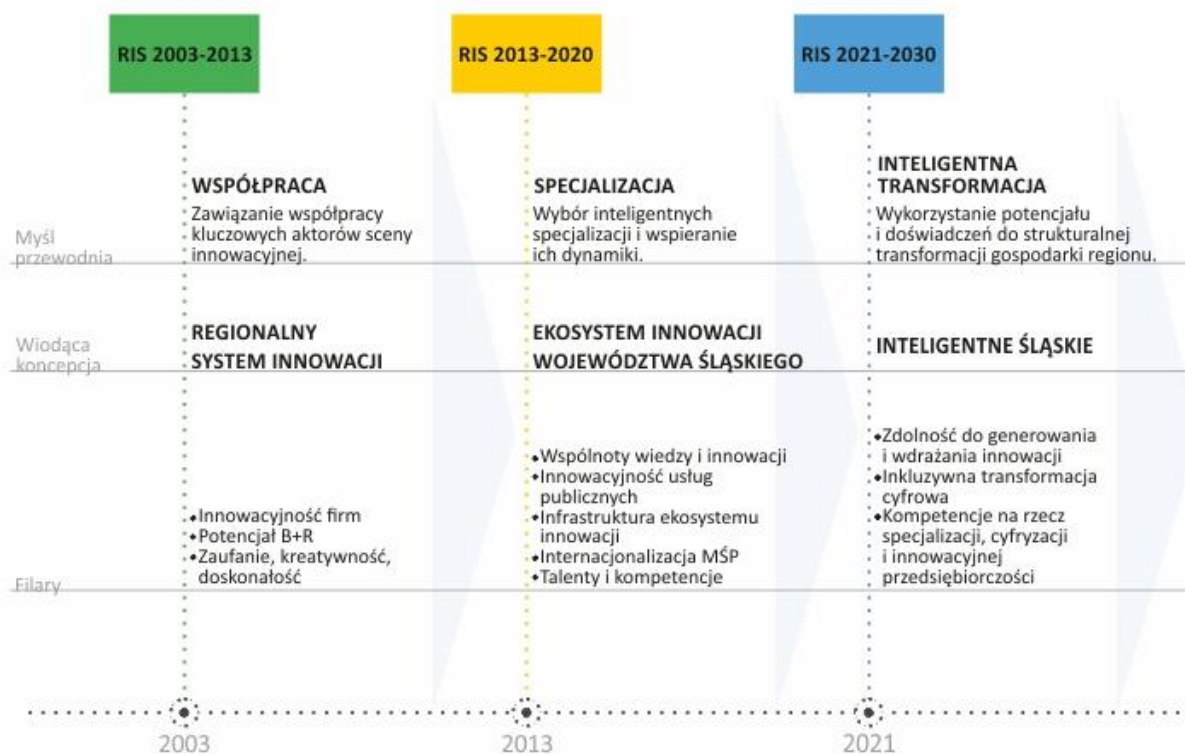 RIS 2003-2013
RIS 2013-2020
RIS 2021-2030
Myśl
przewodnia
WSPÓŁPRACA
Zawiązanie współpracy
kluczowych aktorów sceny
innowacyjnej.
SPECJALIZACJA
Wybór inteligentnych
specjalizacji i wspieranie
ich dynamiki.
INTELIGENTNA
TRANSFORMACJA
Wykorzystanie potencjału
i doświadczeń do strukturalnej
transformacji gospodarki regionu.
Wiodąca
koncepcja
REGIONALNY
SYSTEM INNOWACJI
EKOSYSTEM INNOWACJI
WOJEWÓDZTWA ŚLĄSKIEGO
INTELIGENTNE ŚLĄSKIE
Filary
•Innowacyjność firm
•Potencjał B+R
•Zaufanie, kreatywność,
doskonałość
•Wspólnoty wiedzy i innowacji
•Innowacyjność usług
publicznych
•Infrastruktura ekosystemu
innowacji
•Internacjonalizacja MŚP
•Talenty i kompetencje
•Zdolność do generowania
i wdrażania innowacji
•Inkluzywna transformacja
cyfrowa
•Kompetencje na rzecz
specjalizacji, cyfryzacji
i innowacyjnej
przedsiębiorczości
2003
2013
2021